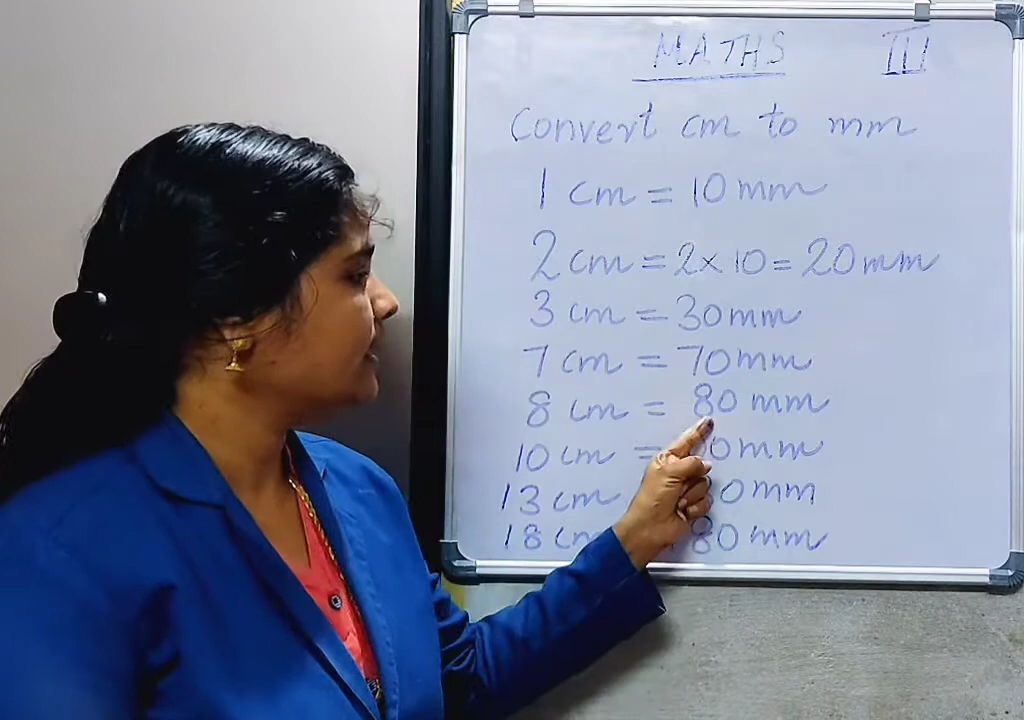 MATHS III
Convert cm to mm
1 cm = 10 mm
2 cm = 2 × 10 = 20 mm
3 cm = 30 mm
7 cm = 70 mm
8 cm = 80 mm
10 cm = mm
13 cm mm
18 cm mm